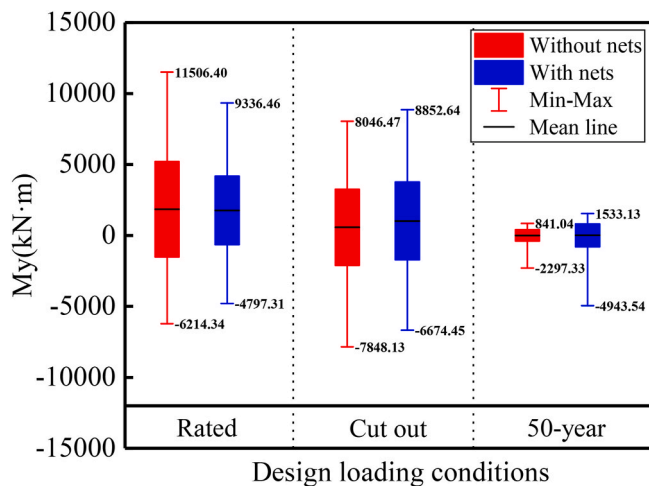 15000
10000
5000
0
-5000
-10000
-15000
My(kN·m)
Without nets
With nets
Min-Max
Mean line
11506.40
9336.46
8046.47
8852.64
841.04
1533.13
-2297.33
-4797.31
-4943.54
-6214.34
-6674.45
-7848.13
Rated
Cut out
50-year
Design loading conditions